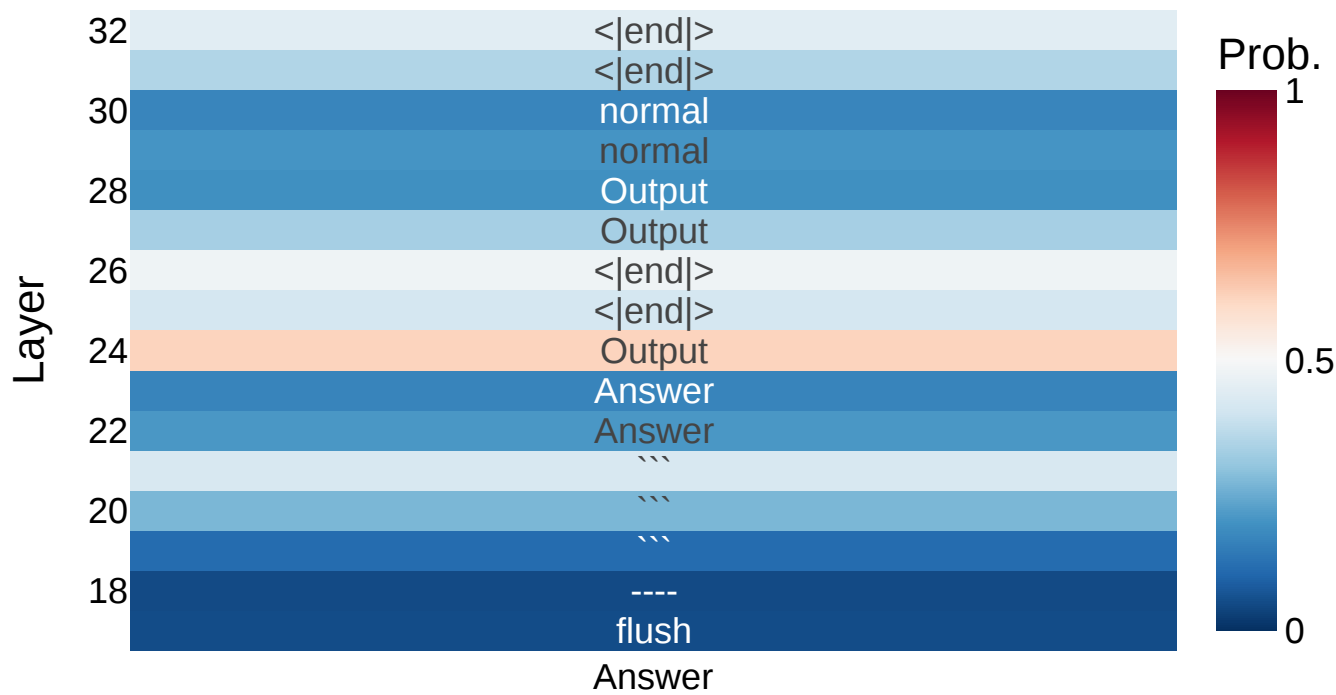 32 <|end|>
<|end|>
Prob.
1
30 normal
normal
28 Output
Output
26 <|end|>
<|end|>
Layer
24 Output
0.5
Answer
22 Answer
```
20 ```
```
18 ----
flush
0
Answer